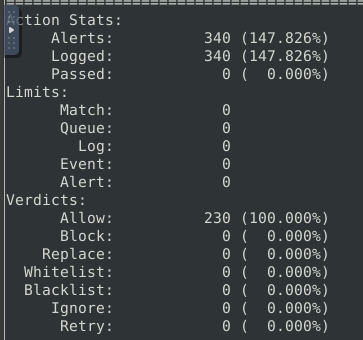 ===============================================
Action Stats:
     Alerts:          340 (147.826%)
     Logged:          340 (147.826%)
     Passed:            0 (  0.000%)
Limits:
      Match:            0
      Queue:            0
        Log:            0
      Event:            0
      Alert:            0
Verdicts:
      Allow:          230 (100.000%)
      Block:            0 (  0.000%)
    Replace:            0 (  0.000%)
  Whitelist:            0 (  0.000%)
  Blacklist:            0 (  0.000%)
     Ignore:            0 (  0.000%)
      Retry:            0 (  0.000%)